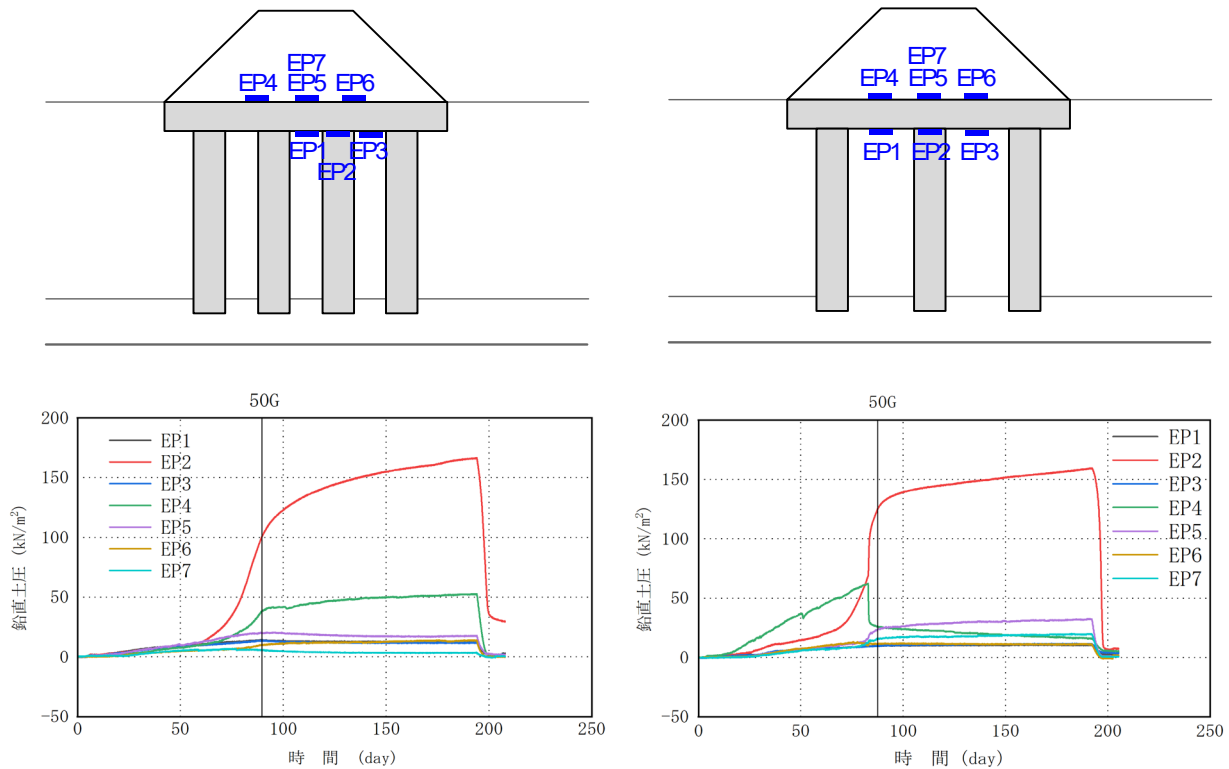 EP7
EP4 EP5 EP6
EP1 EP3
EP2
EP7
EP4 EP5 EP6
EP1 EP2 EP3
50G
200
150
100
50
0
-50
0 50 100 150 200 250
鉛直土圧 (kN/m²)
時 間 (day)
EP1
EP2
EP3
EP4
EP5
EP6
EP7
50G
200
150
100
50
0
-50
0 50 100 150 200 250
鉛直土圧 (kN/m²)
時 間 (day)
EP1
EP2
EP3
EP4
EP5
EP6
EP7